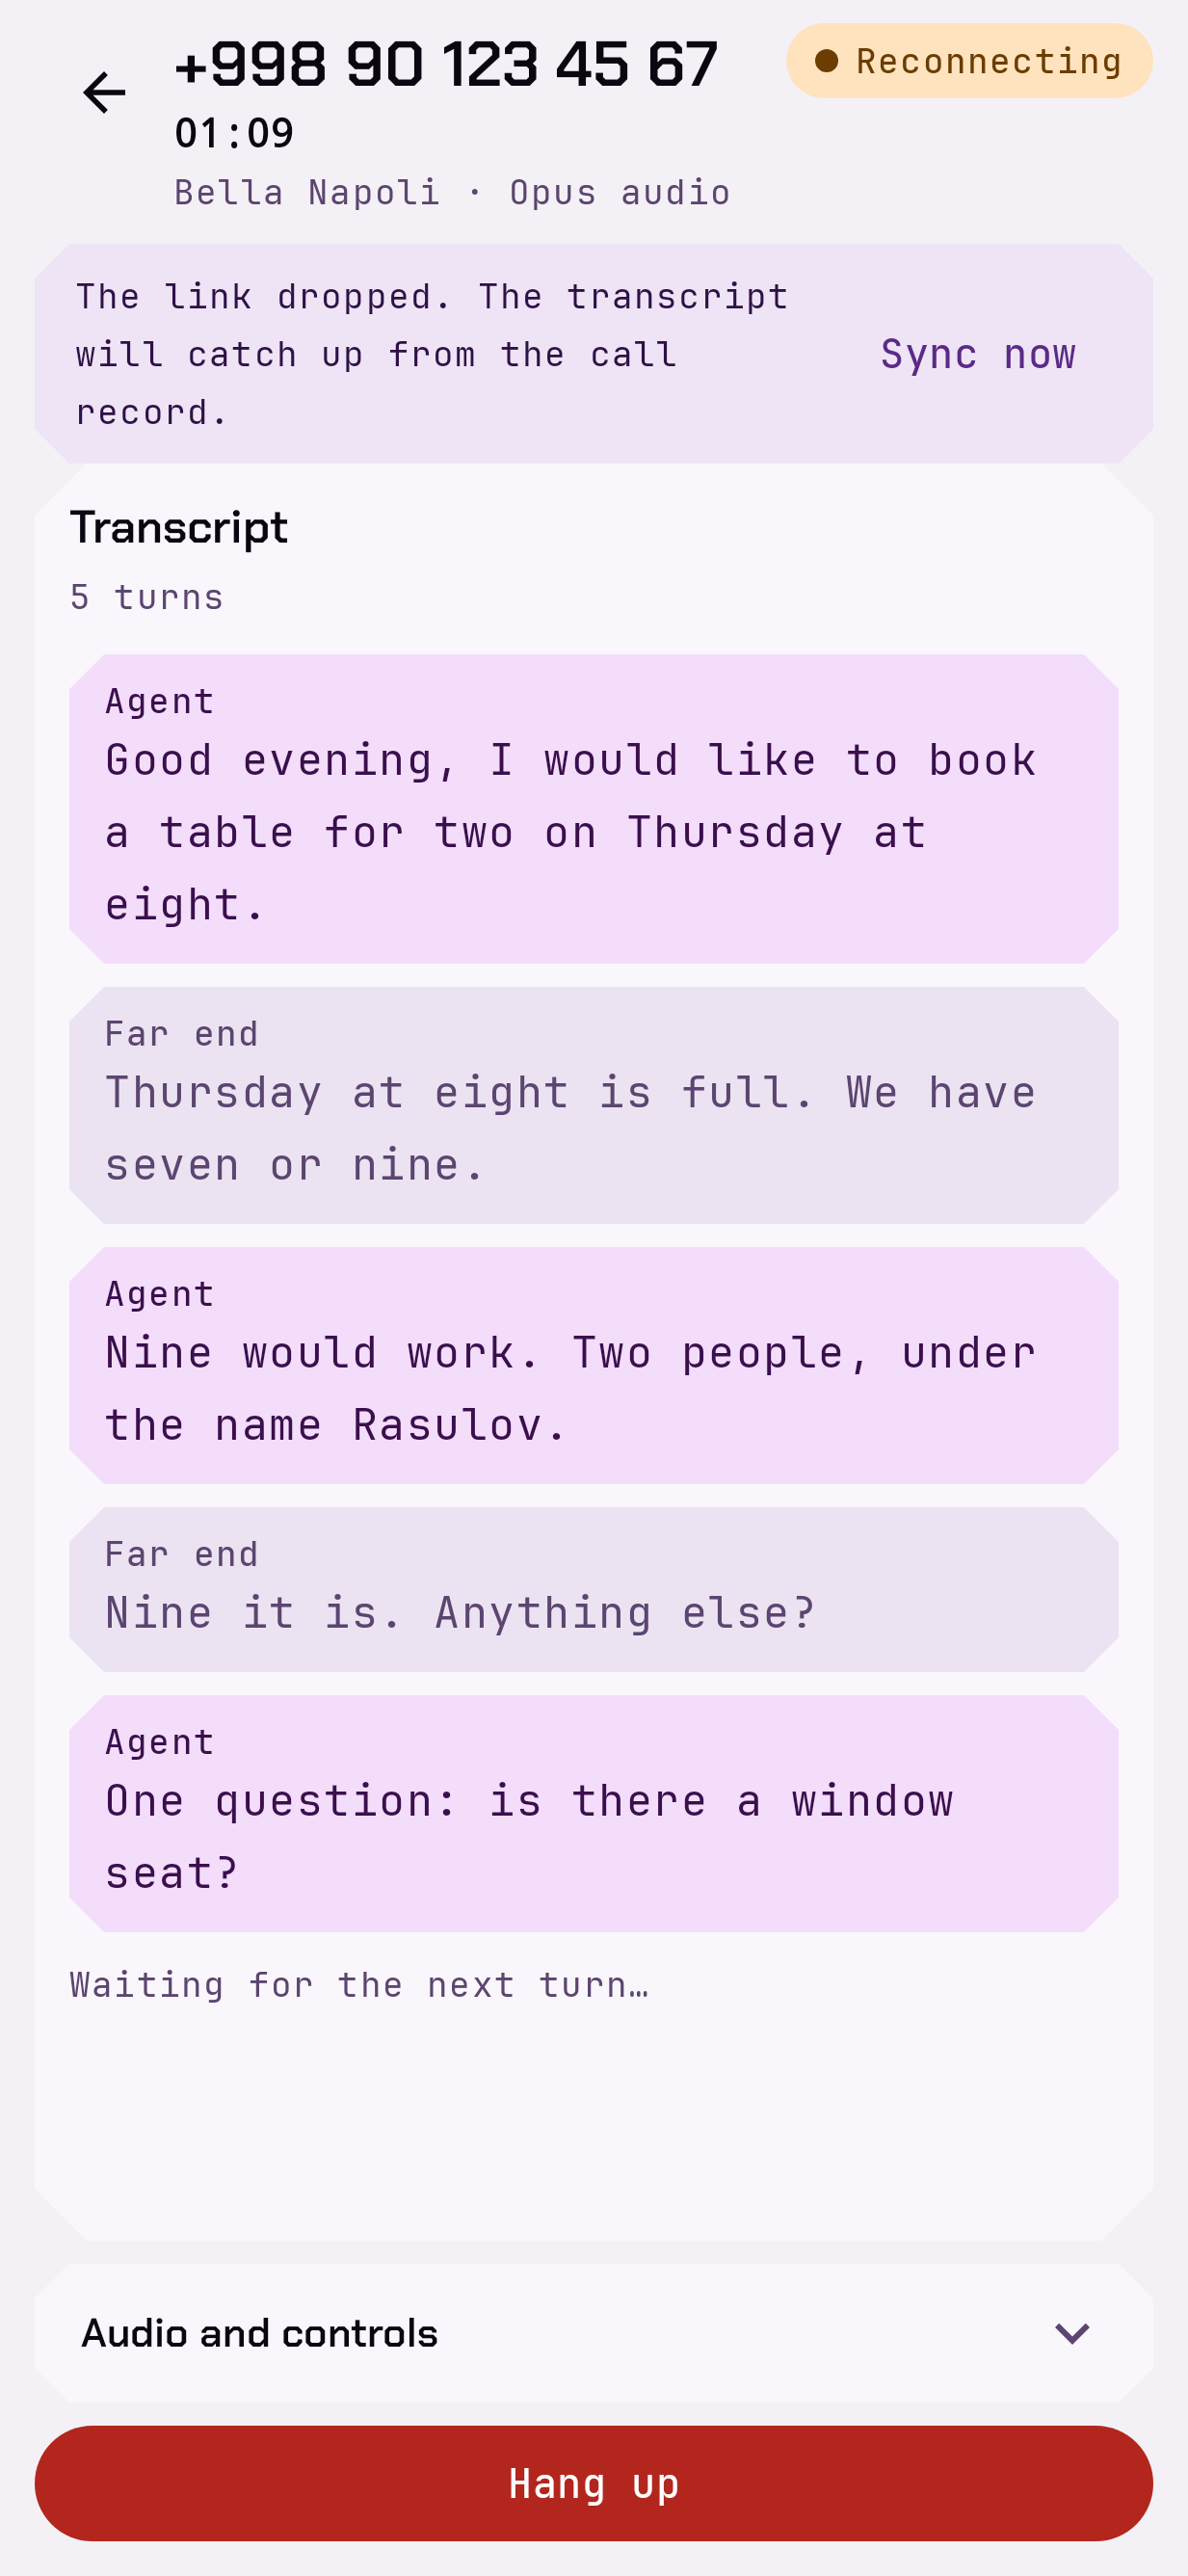 +998 90 123 45 67
Reconnecting
01:09
Bella Napoli · Opus audio
The link dropped. The transcript
will catch up from the call
record.
Sync now
Transcript
5 turns
Agent
Good evening, I would like to book
a table for two on Thursday at
eight.
Far end
Thursday at eight is full. We have
seven or nine.
Agent
Nine would work. Two people, under
the name Rasulov.
Far end
Nine it is. Anything else?
Agent
One question: is there a window
seat?
Waiting for the next turn…
Audio and controls
Hang up